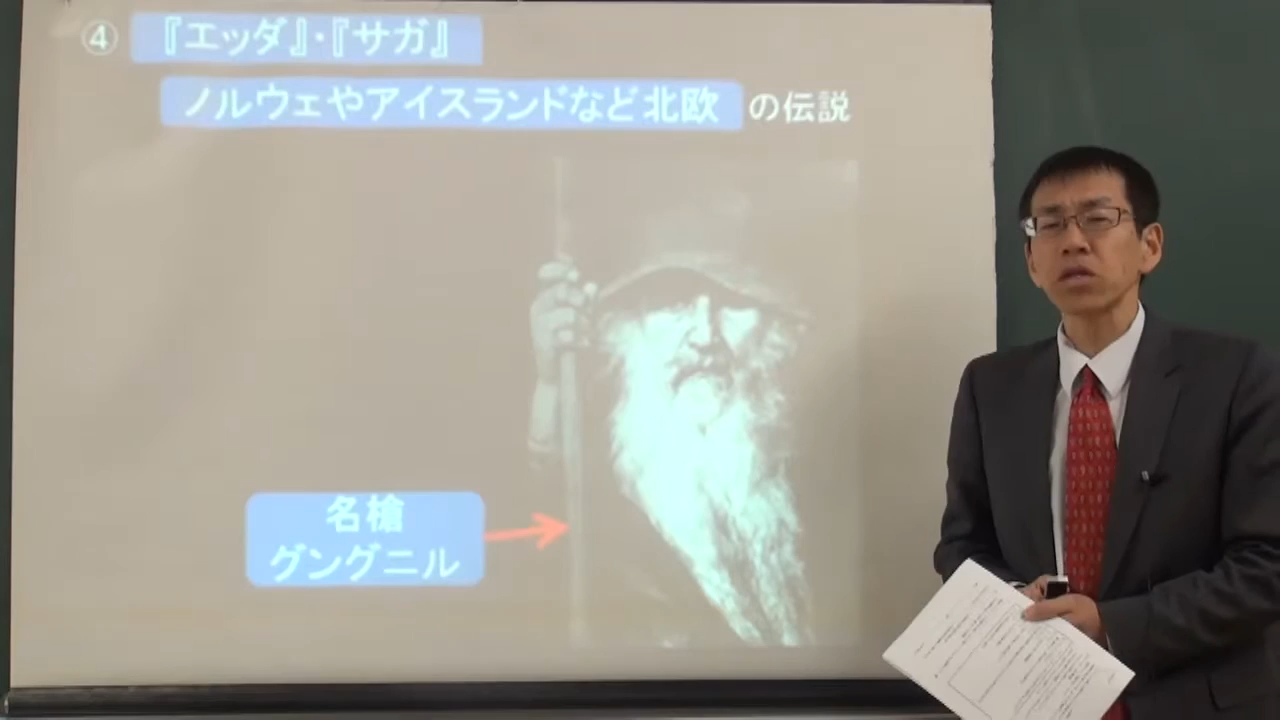 ④ 『エッダ』・『サガ』
ノルウェやアイスランドなど北欧 の伝説
名槍
グングニル